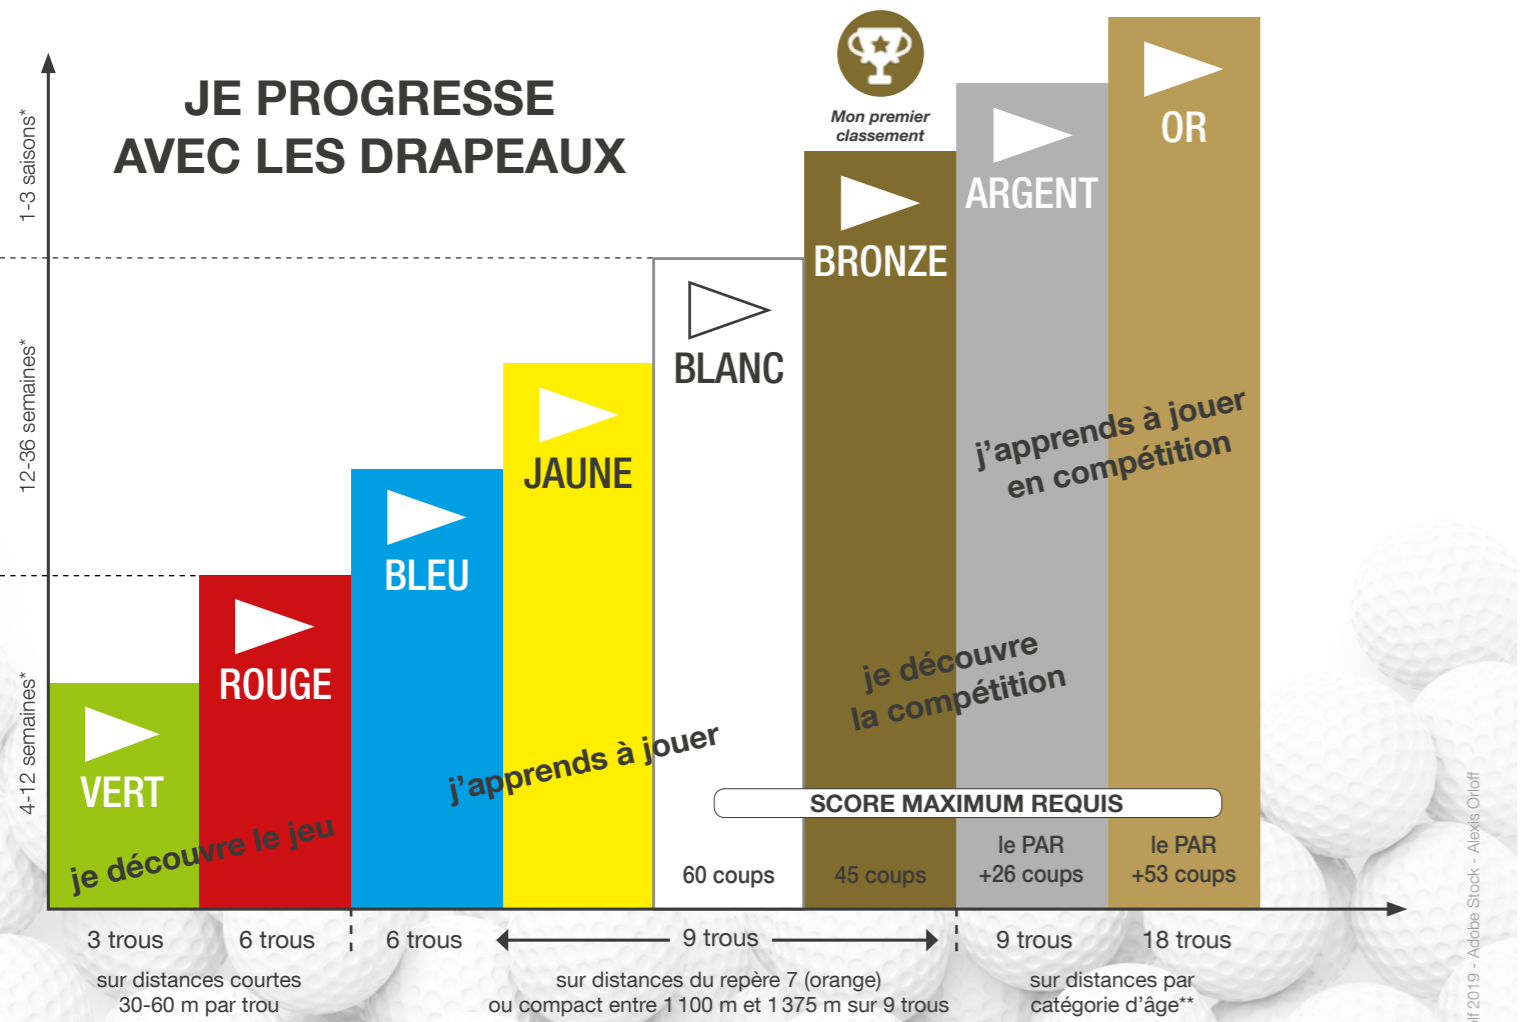 JE PROGRESSE
AVEC LES DRAPEAUX
1-3 saisons*
12-36 semaines*
4-12 semaines*
Mon premier
classement
VERT
ROUGE
BLEU
JAUNE
BLANC
BRONZE
ARGENT
OR
je découvre le jeu
j’apprends à jouer
je découvre
la compétition
j’apprends à jouer
en compétition
SCORE MAXIMUM REQUIS
60 coups
45 coups
le PAR
+26 coups
le PAR
+53 coups
3 trous
6 trous
6 trous
9 trous
9 trous
18 trous
sur distances courtes
30-60 m par trou
sur distances du repère 7 (orange)
ou compact entre 1 100 m et 1 375 m sur 9 trous
sur distances par
catégorie d’âge**
2019 - Adobe Stock - Alexis Orloff